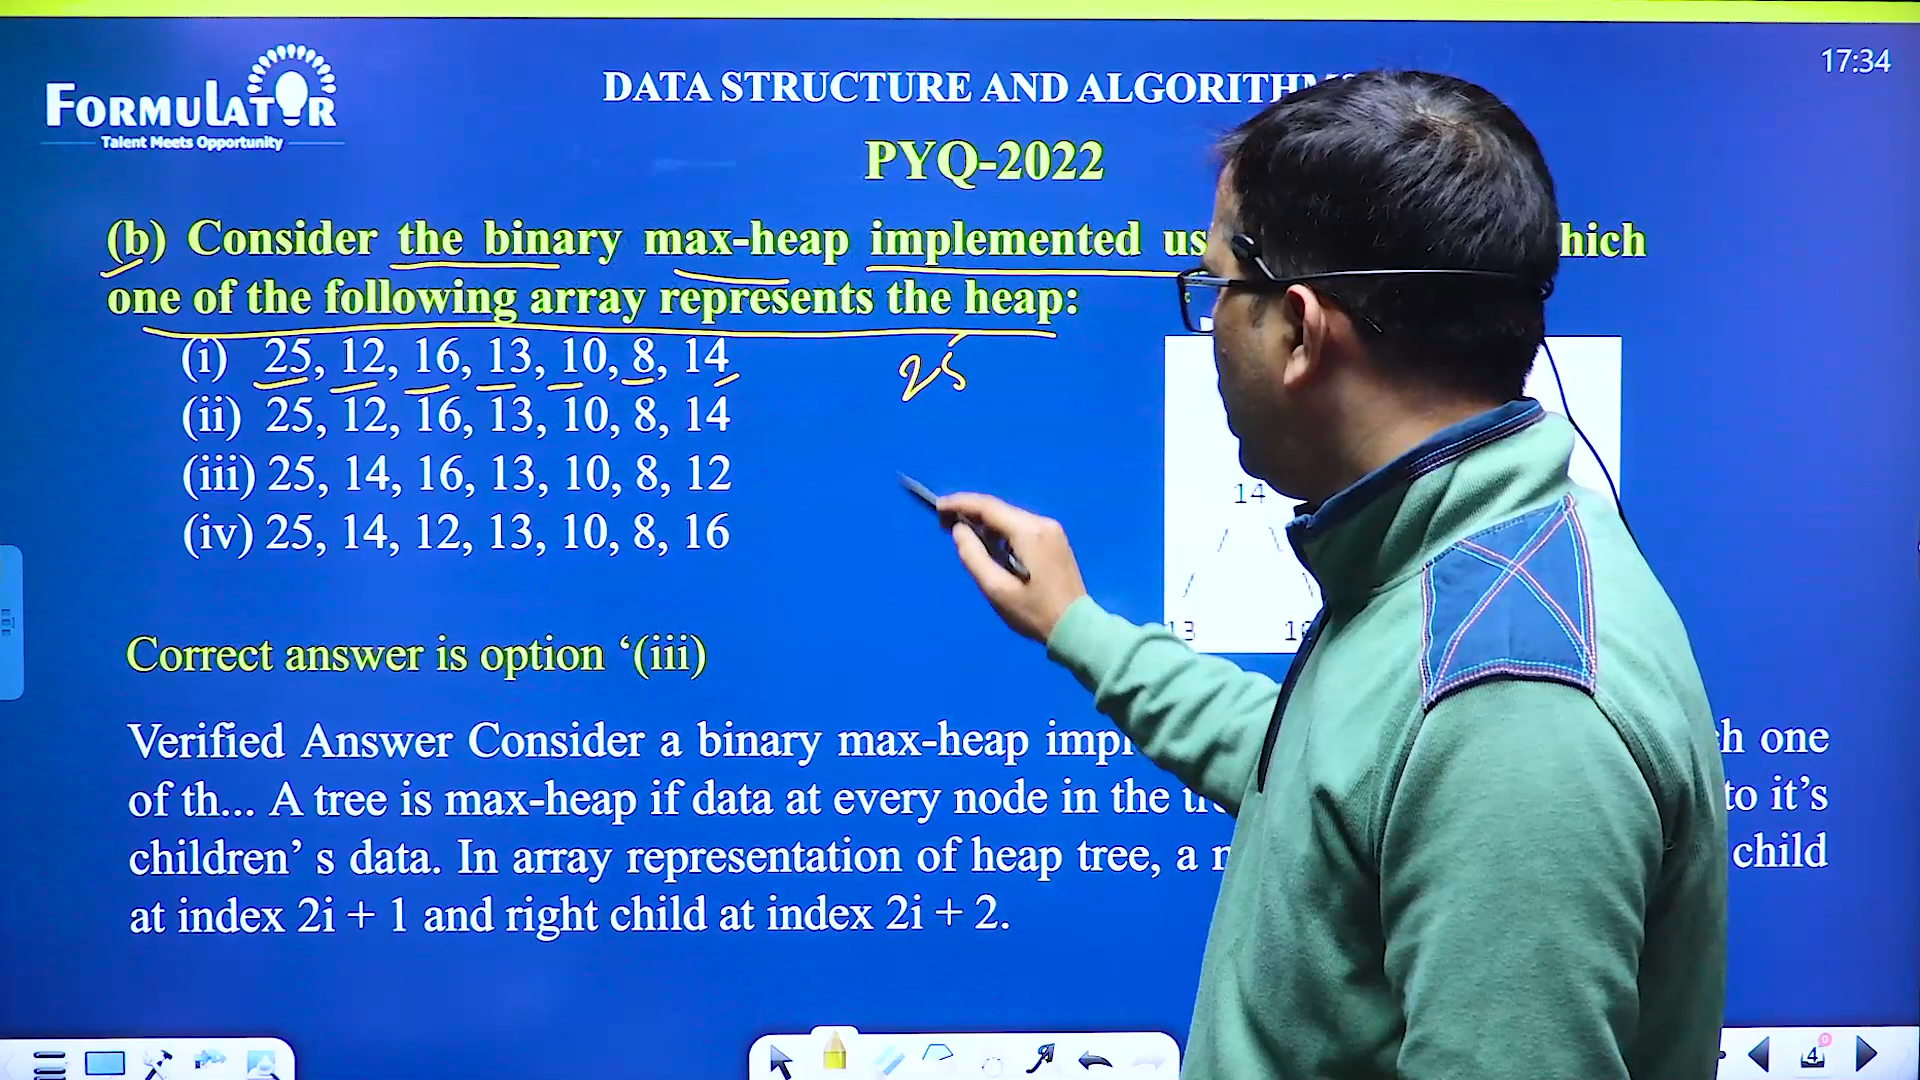 17:34
FORMULATOR
Talent Meets Opportunity
DATA STRUCTURE AND ALGORITHM
PYQ-2022
(b) Consider the binary max-heap implemented us hich
one of the following array represents the heap:
(i) 25, 12, 16, 13, 10, 8, 14
25
(ii) 25, 12, 16, 13, 10, 8, 14
(iii) 25, 14, 16, 13, 10, 8, 12
(iv) 25, 14, 12, 13, 10, 8, 16
14
13
Correct answer is option ‘(iii)
Verified Answer Consider a binary max-heap impl h one
of th... A tree is max-heap if data at every node in the tr to it’s
children’ s data. In array representation of heap tree, a child
at index 2i + 1 and right child at index 2i + 2.
4